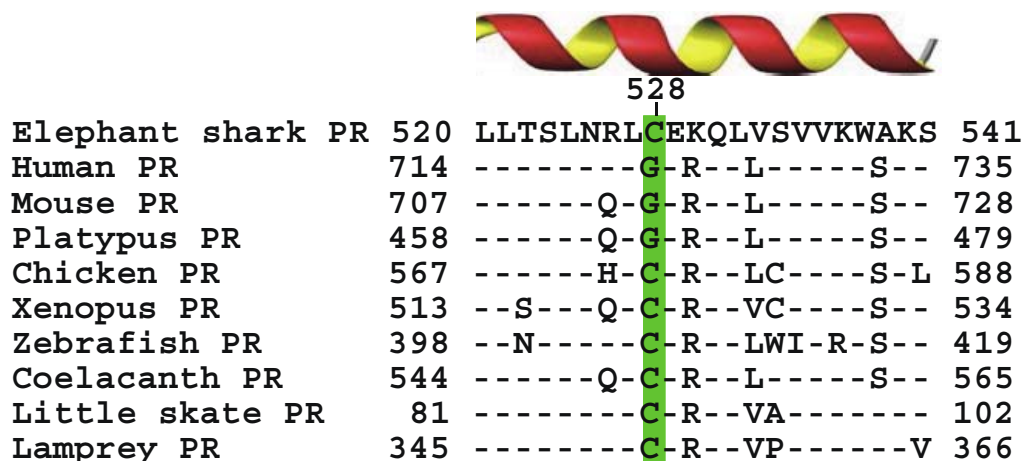 528
Elephant shark PR 520 LLTSLNRLCEKQLVSVVKWAKS 541
Human PR 714 --------G-R--L-----S-- 735
Mouse PR 707 ------Q-G-R--L-----S-- 728
Platypus PR 458 ------Q-G-R--L-----S-- 479
Chicken PR 567 ------H-C-R--LC----S-L 588
Xenopus PR 513 --S---Q-C-R--VC----S-- 534
Zebrafish PR 398 --N-----C-R--LWI-R-S-- 419
Coelacanth PR 544 ------Q-C-R--L-----S-- 565
Little skate PR 81 --------C-R--VA------- 102
Lamprey PR 345 --------C-R--VP------V 366